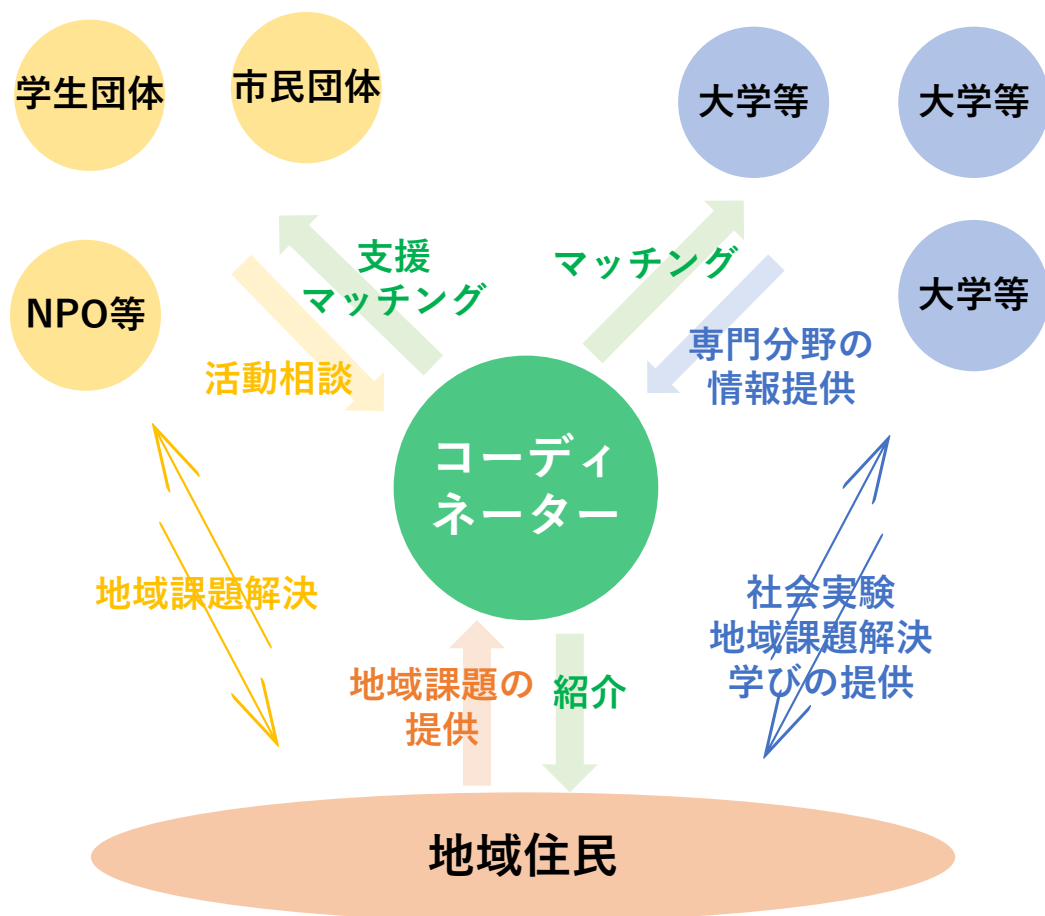 学生団体
市民団体
大学等
大学等
NPO等
大学等
支援
マッチング
マッチング
活動相談
専門分野の
情報提供
コーディ
ネーター
地域課題解決
社会実験
地域課題解決
学びの提供
地域課題の
提供
紹介
地域住民